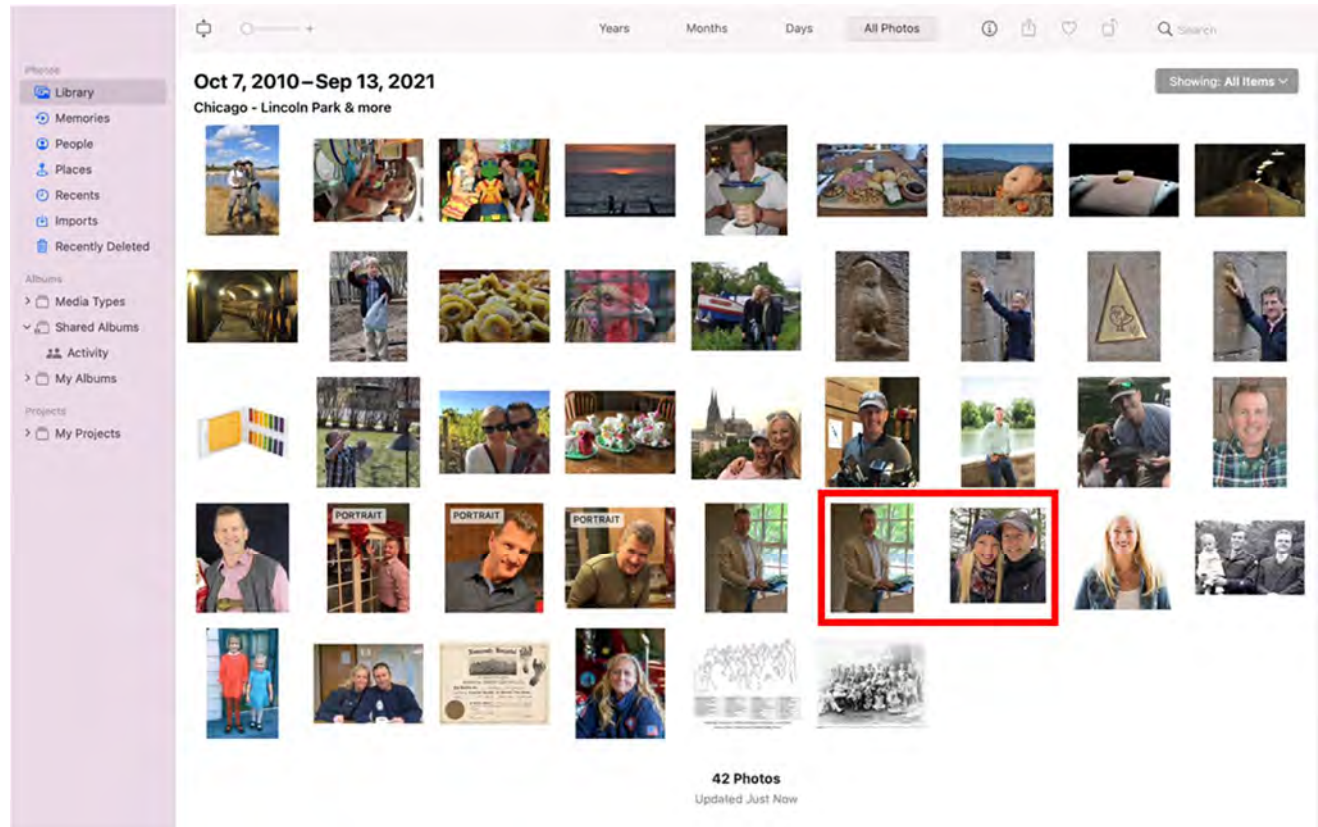 Years Months Days All Photos Search
Photos
Library
Memories
People
Places
Recents
Imports
Recently Deleted
Albums
Media Types
Shared Albums
Activity
My Albums
Projects
My Projects
Oct 7, 2010 – Sep 13, 2021
Chicago - Lincoln Park & more
Showing: All Items
PORTRAIT
PORTRAIT
PORTRAIT
42 Photos
Updated Just Now